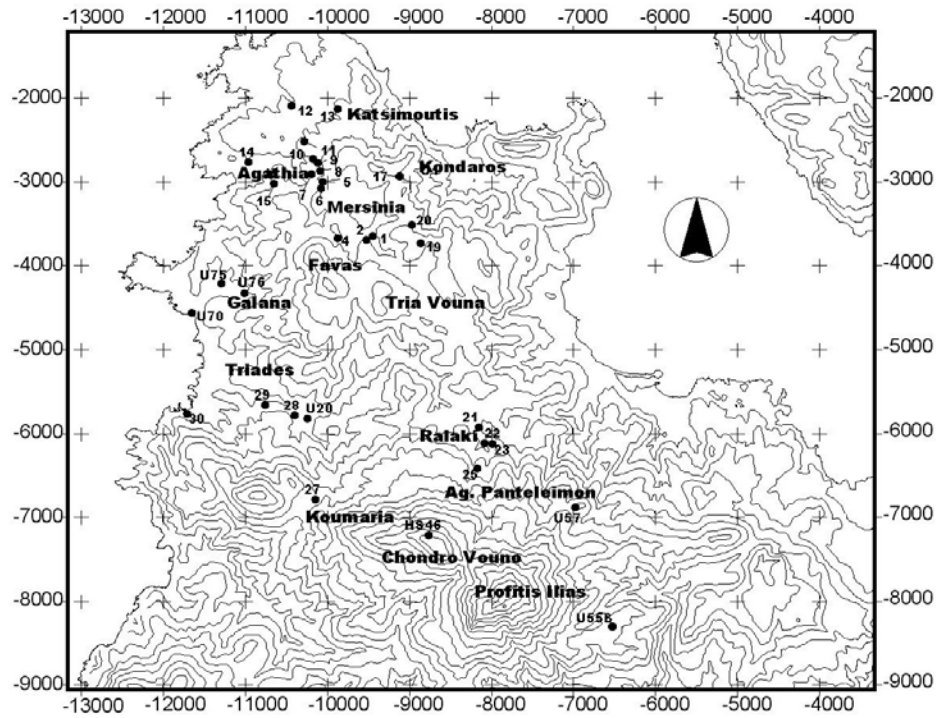 -13000 -12000 -11000 -10000 -9000 -8000 -7000 -6000 -5000 -4000
-2000 -2000
12
13 Katsimoutis
11
10
9
14
8
Kondaros
17
Agathia
5
-3000 -3000
15
7
6
Mersinia
20
2
1
4
19
Favas
-4000 -4000
U75
U76
Galana
Tria Vouna
U70
-5000 -5000
Triades
29
28
U20
30
21
Ralaki
22
-6000 -6000
23
25
Ag. Panteleimon
27
Koumaria
U57
-7000 -7000
HS46
Chondro Vouno
Profitis Ilias
-8000 -8000
U55B
-9000 -9000
-13000 -12000 -11000 -10000 -9000 -8000 -7000 -6000 -5000 -4000